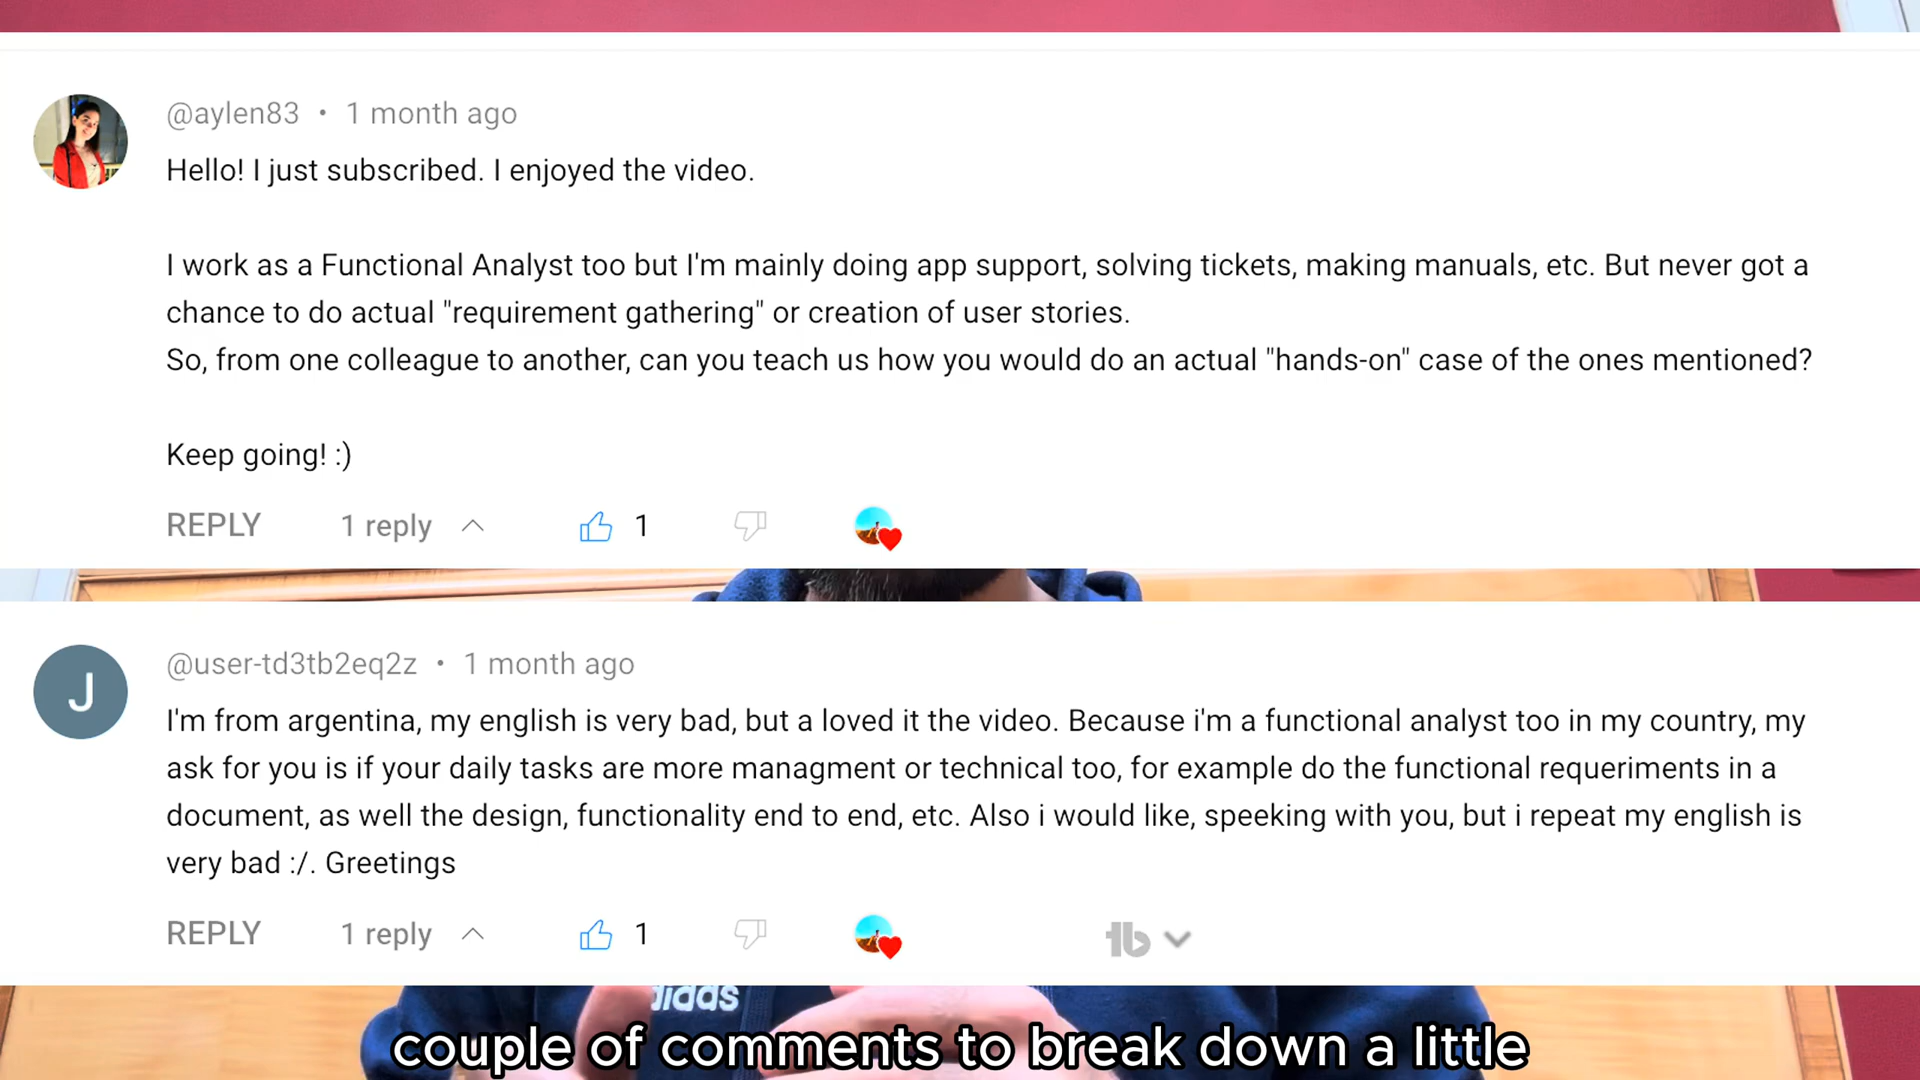 @aylen83 • 1 month ago
Hello! I just subscribed. I enjoyed the video.
I work as a Functional Analyst too but I'm mainly doing app support, solving tickets, making manuals, etc. But never got a
chance to do actual "requirement gathering" or creation of user stories.
So, from one colleague to another, can you teach us how you would do an actual "hands-on" case of the ones mentioned?
Keep going! :)
REPLY 1 reply 1
J
@user-td3tb2eq2z • 1 month ago
I'm from argentina, my english is very bad, but a loved it the video. Because i'm a functional analyst too in my country, my
ask for you is if your daily tasks are more managment or technical too, for example do the functional requeriments in a
document, as well the design, functionality end to end, etc. Also i would like, speeking with you, but i repeat my english is
very bad :/. Greetings
REPLY 1 reply 1
tb
adidas
couple of comments to break down a little